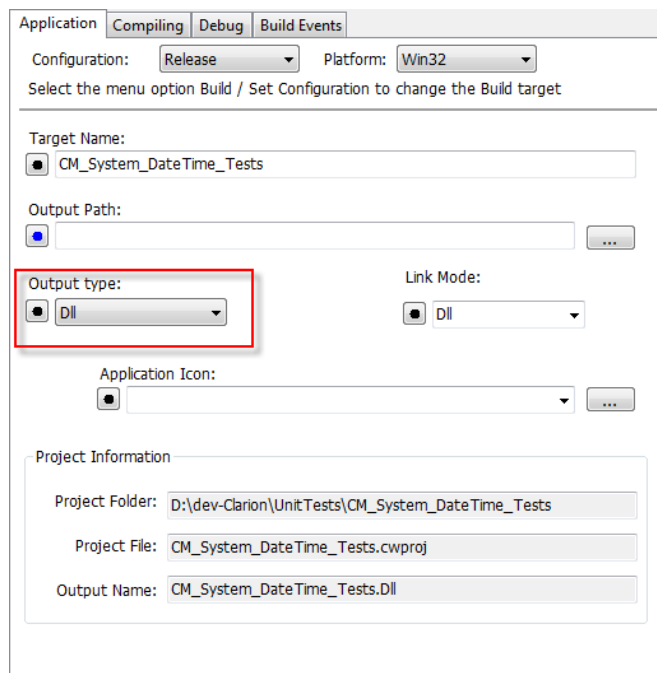 Application Compiling Debug Build Events
Configuration: Release Platform: Win32
Select the menu option Build / Set Configuration to change the Build target
Target Name:
CM_System_DateTime_Tests
Output Path:
...
Output type: Link Mode:
Dll Dll
Application Icon:
...
Project Information
Project Folder: D:\dev-Clarion\UnitTests\CM_System_DateTime_Tests
Project File: CM_System_DateTime_Tests.cwproj
Output Name: CM_System_DateTime_Tests.Dll